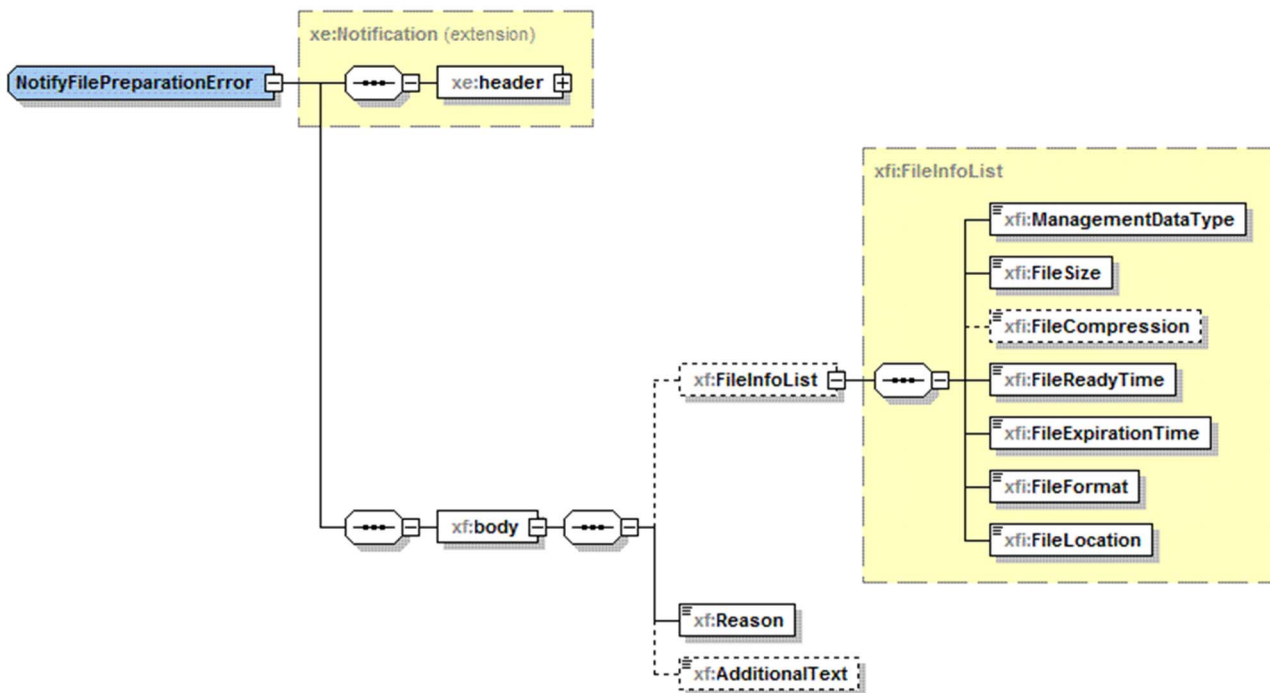 xe:Notification (extension)
NotifyFilePreparationError
xe:header
xfi:FileInfoList
xfi:ManagementDataType
xfi:FileSize
xfi:FileCompression
xf:FileInfoList
xfi:FileReadyTime
xfi:FileExpirationTime
xfi:FileFormat
xf:body
xfi:FileLocation
xf:Reason
xf:AdditionalText